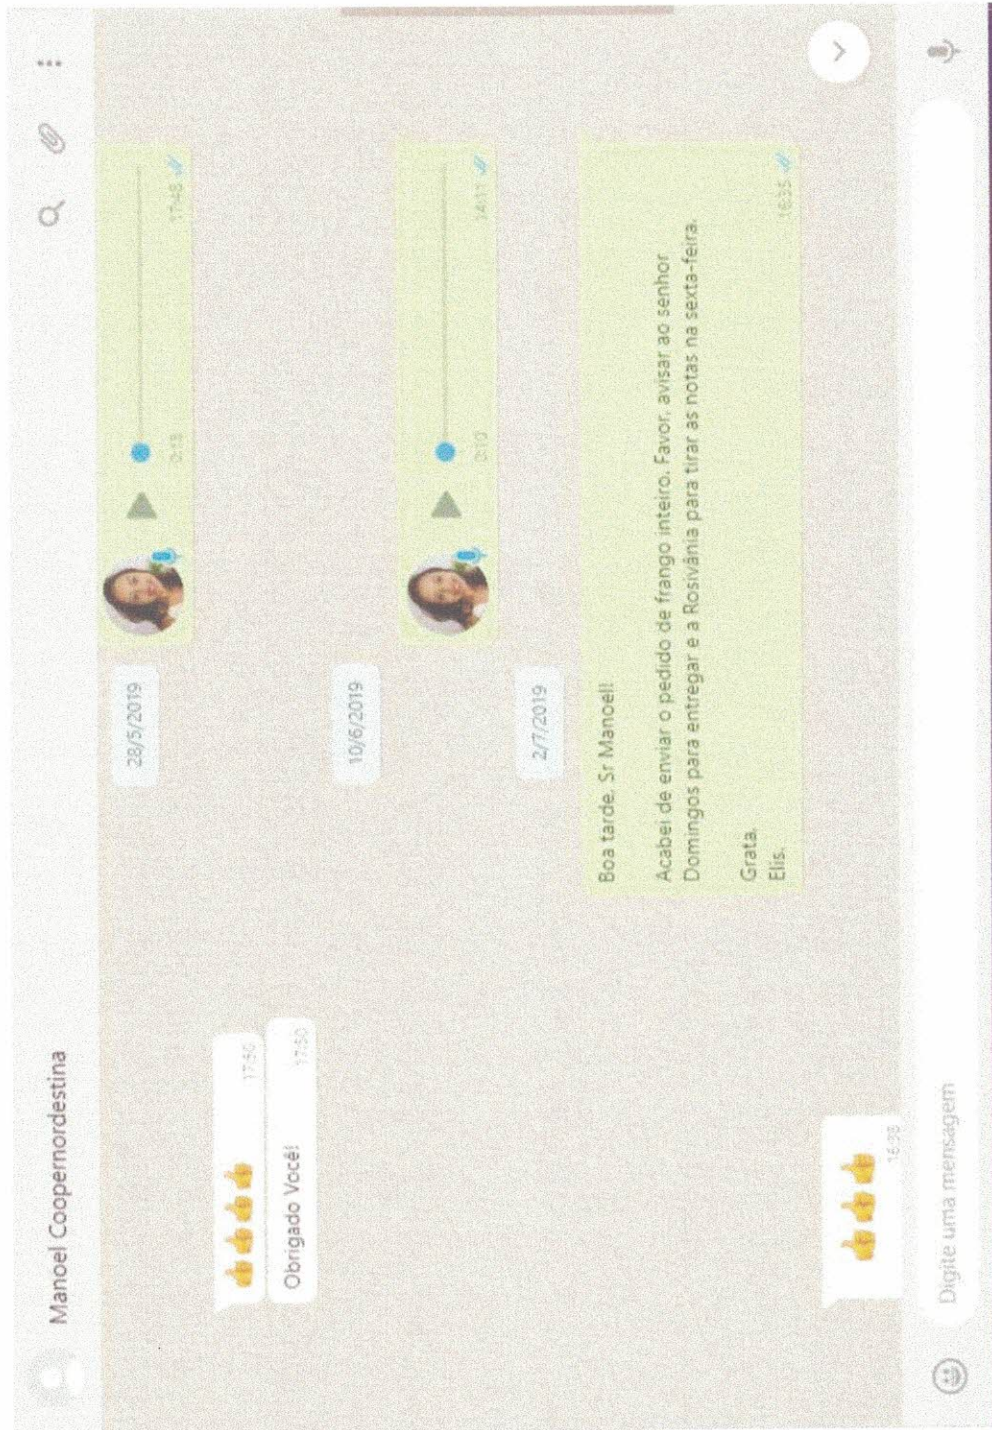 Manoel Coopernordestina
28/5/2019
0:18
17:48
👍👍👍👍
17:50
Obrigado Você!
17:50
10/6/2019
0:10
14:11
2/7/2019
Boa tarde, Sr Manoel!
Acabei de enviar o pedido de frango inteiro. Favor, avisar ao senhor
Domingos para entregar e a Rosivânia para tirar as notas na sexta-feira.
Grata.
Elis.
16:35
👍👍👍
16:36
Digite uma mensagem